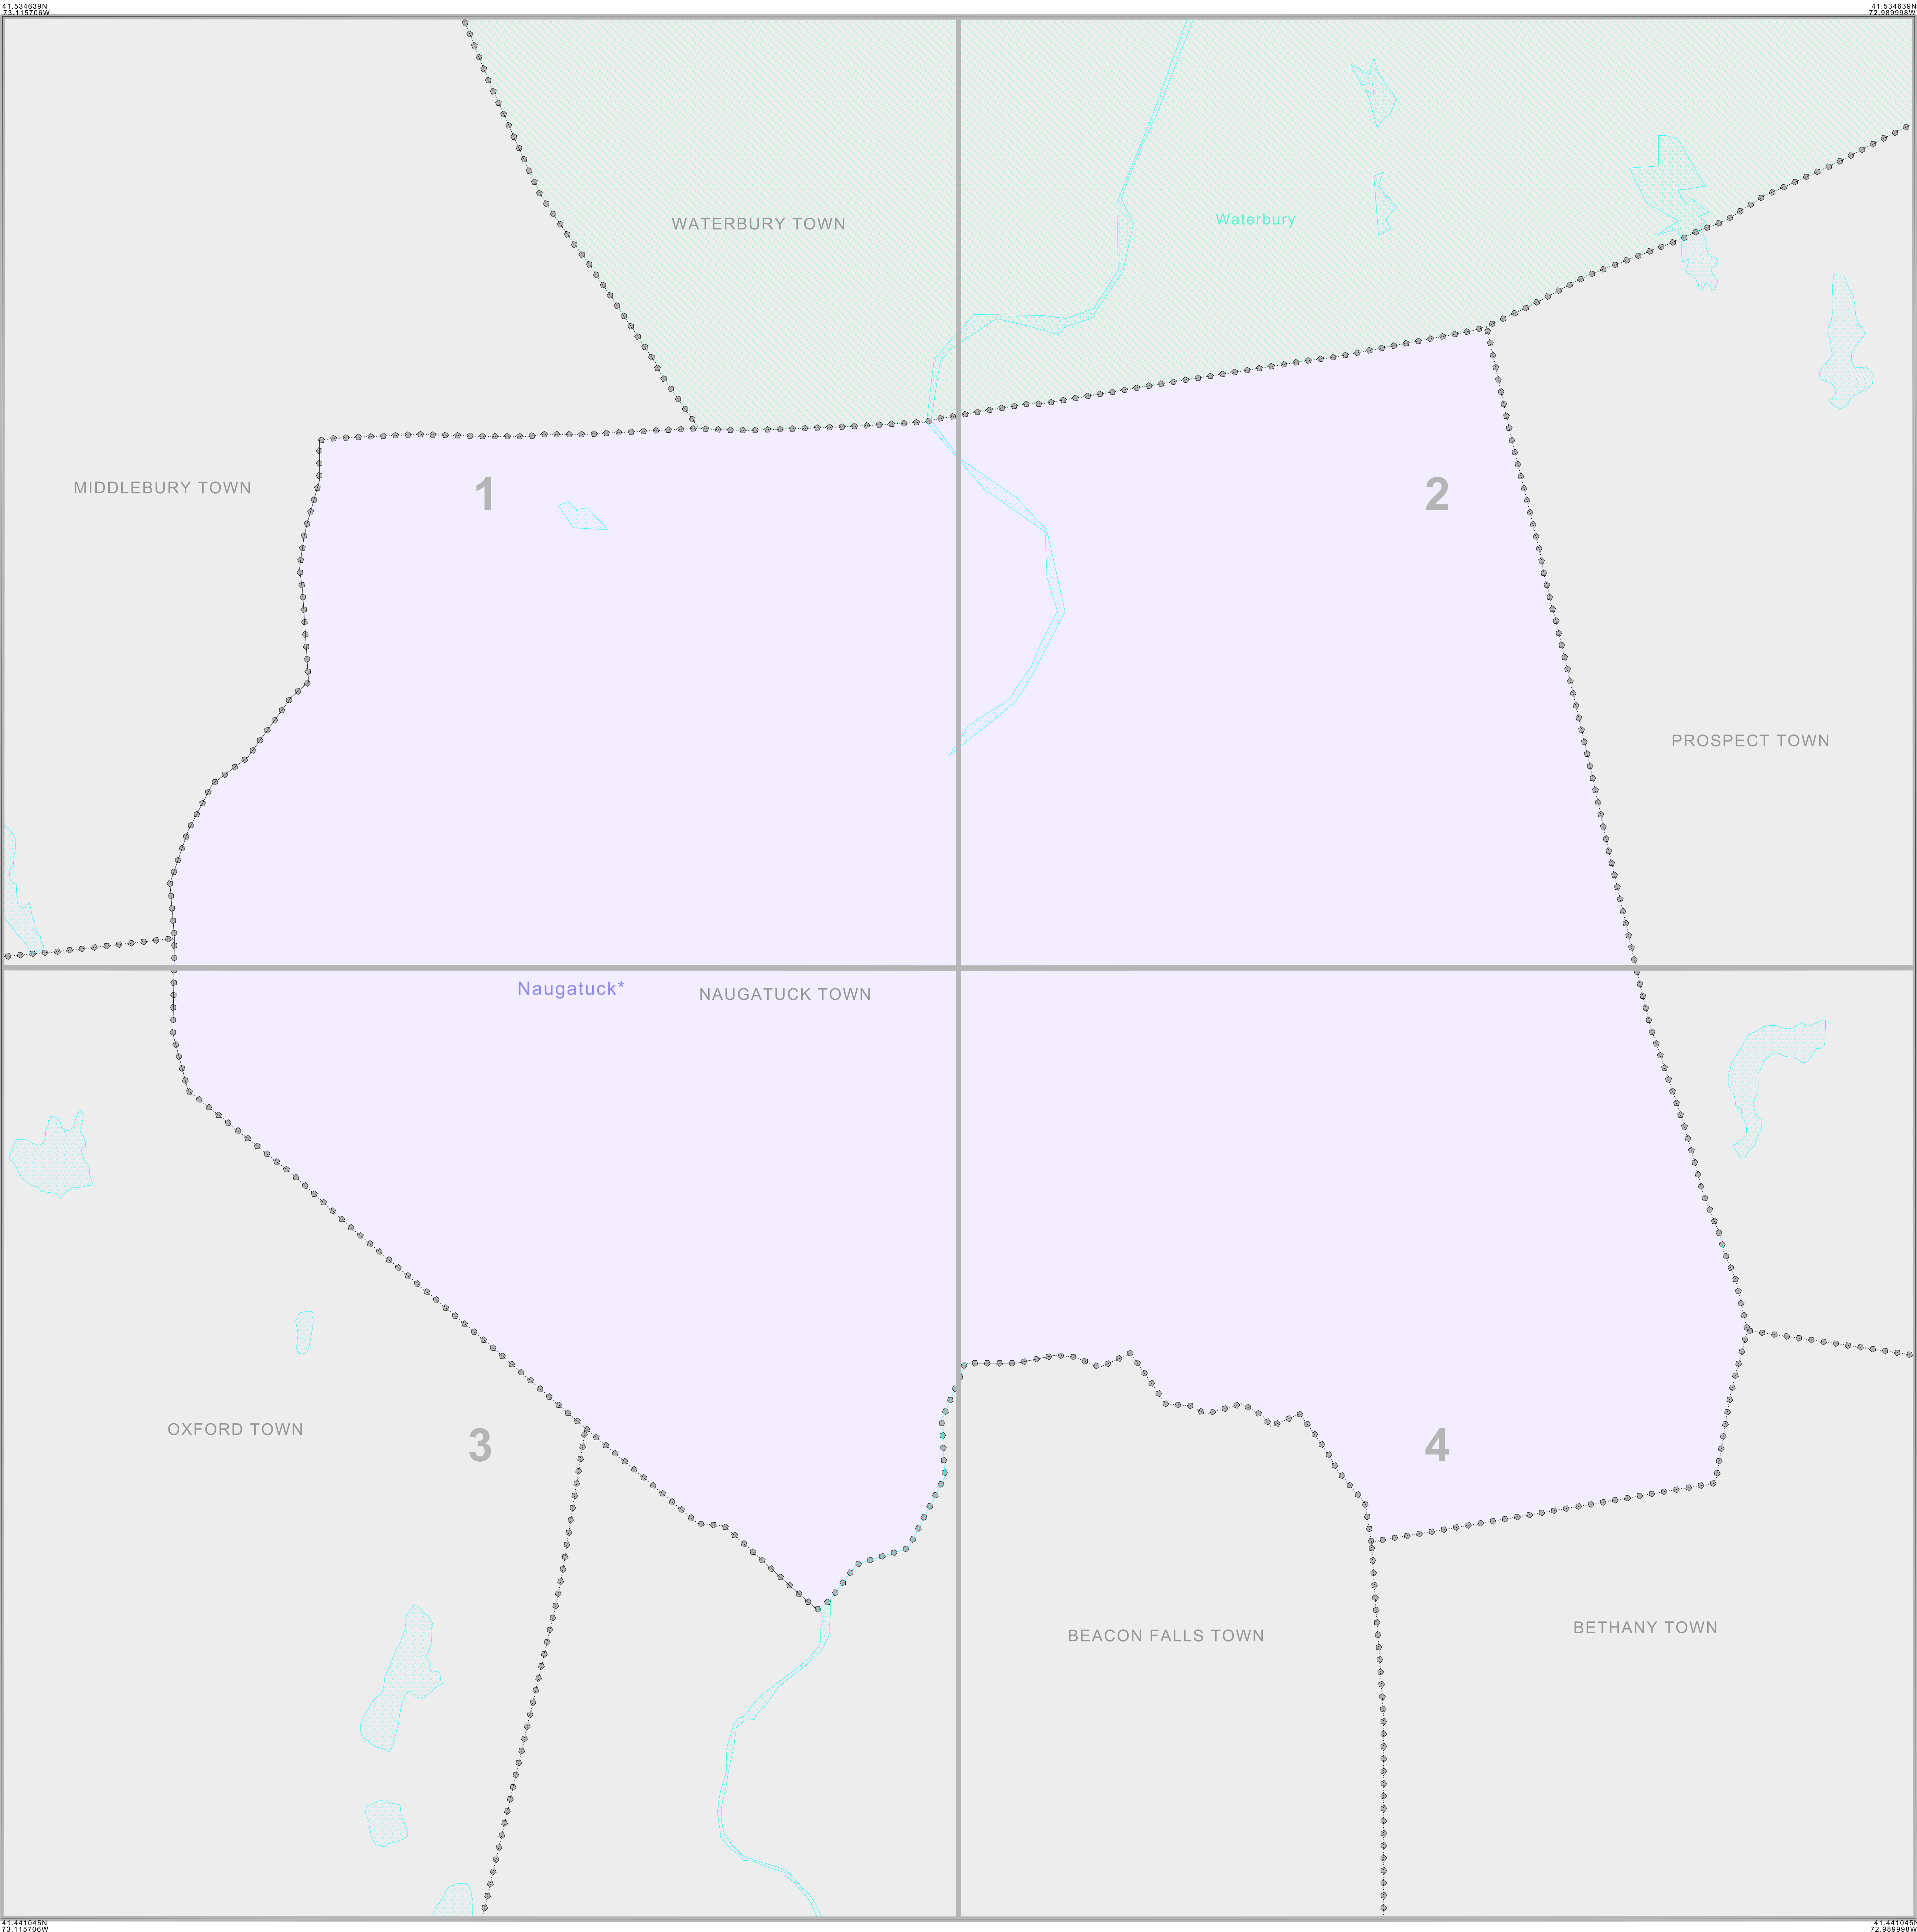 41.534639N
73.115706W
41.534639N
72.989998W
WATERBURY TOWN
Waterbury
MIDDLEBURY TOWN
1
2
PROSPECT TOWN
Naugatuck*
NAUGATUCK TOWN
OXFORD TOWN
3
4
BEACON FALLS TOWN
BETHANY TOWN
41.441045N
73.115706W
41.441045N
72.989998W